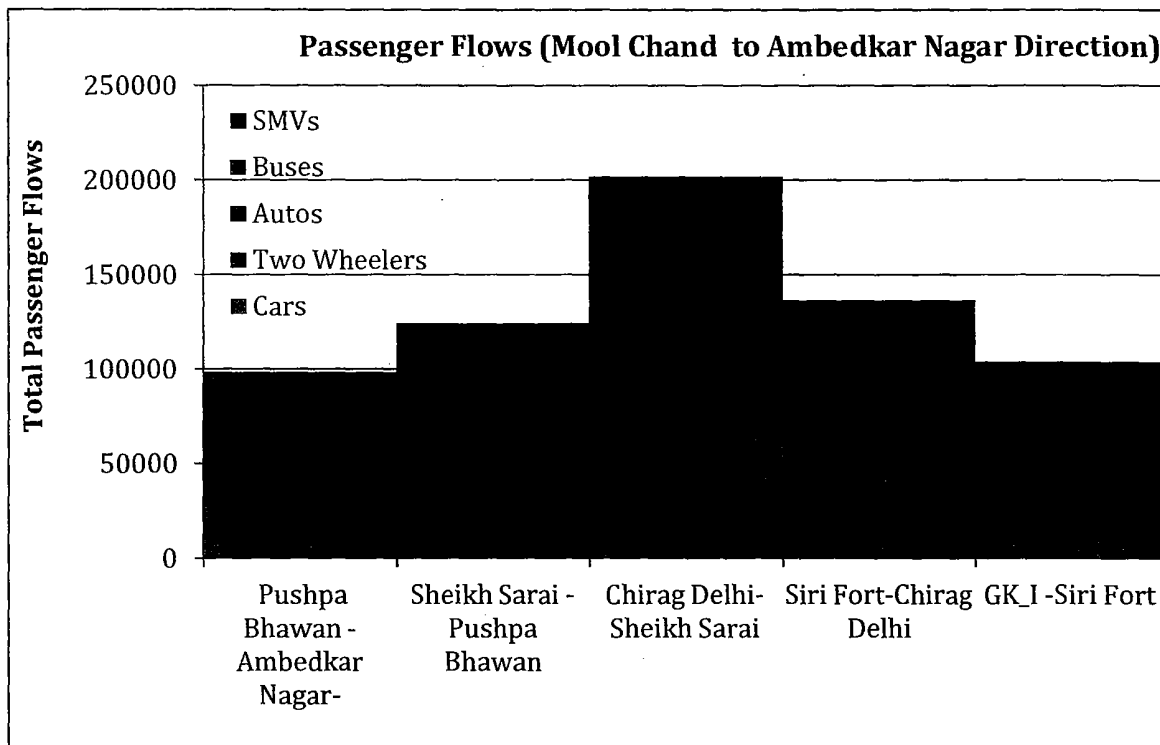 Passenger Flows (Mool Chand to Ambedkar Nagar Direction)
Total Passenger Flows
250000
200000
150000
100000
50000
0
SMVs
Buses
Autos
Two Wheelers
Cars
Pushpa
Bhawan -
Ambedkar
Nagar-
Sheikh Sarai -
Pushpa
Bhawan
Chirag Delhi-
Sheikh Sarai
Siri Fort-Chirag
Delhi
GK_I -Siri Fort